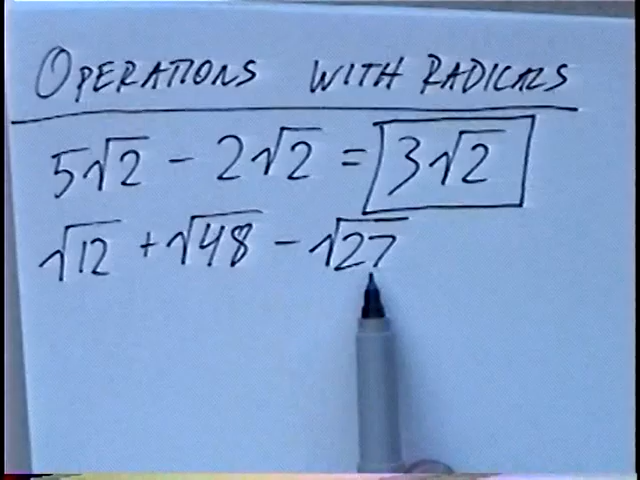 OPERATIONS WITH RADICALS
5√2 - 2√2 = 3√2
√12 + √48 - √27